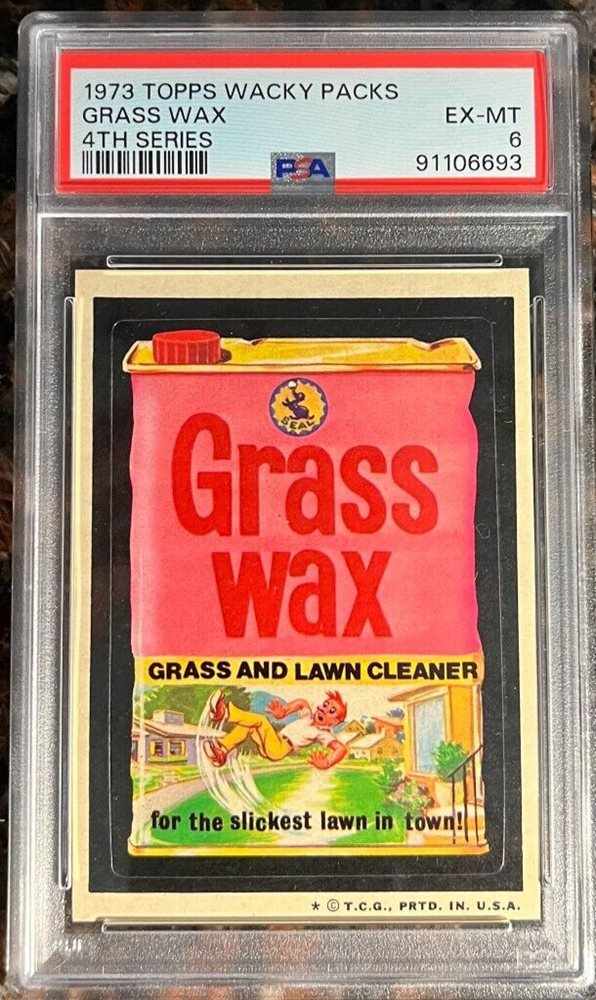 1973 TOPPS WACKY PACKS
GRASS WAX EX-MT
4TH SERIES 6
PSA 91106693
SEAL
Grass
wax
GRASS AND LAWN CLEANER
for the slickest lawn in town!
* © T.C.G., PRTD. IN. U.S.A.